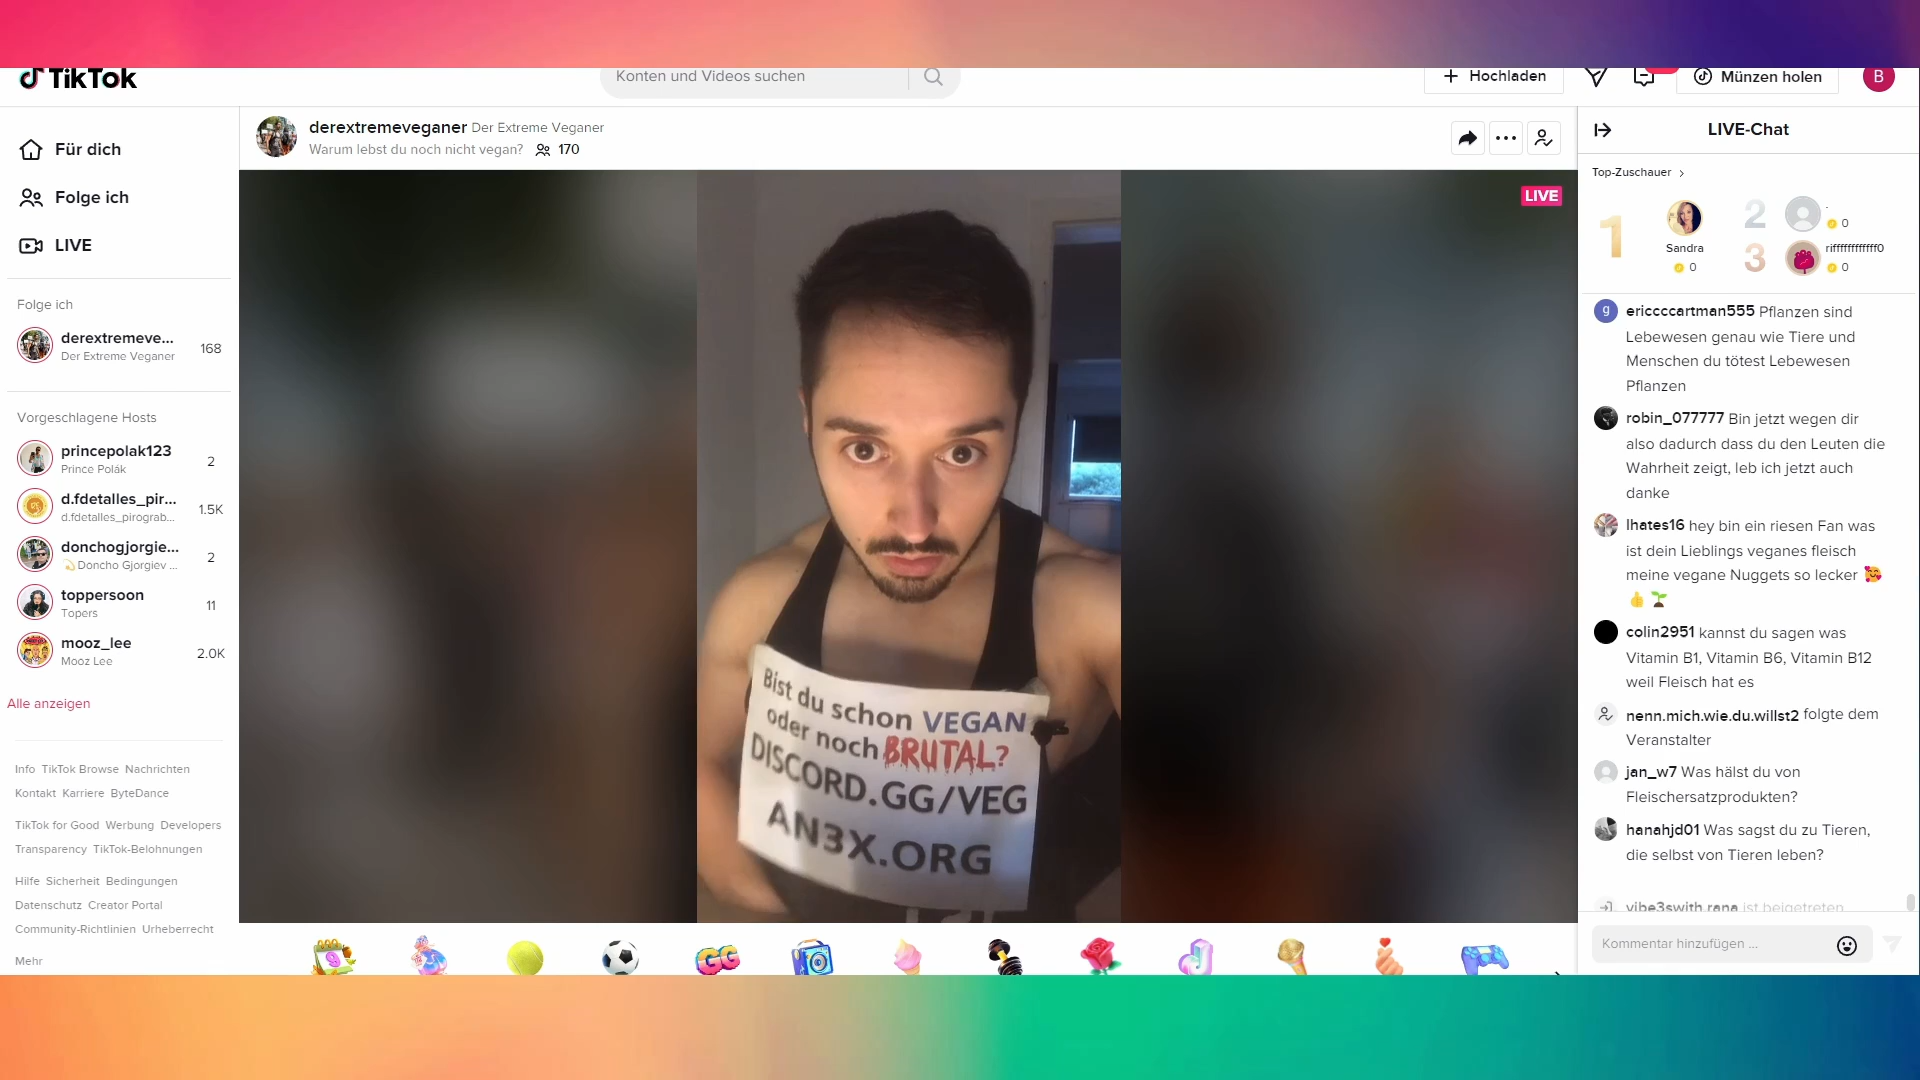 TikTok
Konten und Videos suchen
Hochladen
Münzen holen
B
Für dich
Folge ich
LIVE
Folge ich
derextremeve...
Der Extreme Veganer
168
Vorgeschlagene Hosts
princepolak123
Prince Polák
2
d.fdetalles_pir...
d.fdetalles_pirograb...
1.5K
donchogjorgie...
Doncho Gjorgiev ...
2
toppersoon
Topers
11
mooz_lee
Mooz Lee
2.0K
Alle anzeigen
Info TikTok Browse Nachrichten
Kontakt Karriere ByteDance
TikTok for Good Werbung Developers
Transparency TikTok-Belohnungen
Hilfe Sicherheit Bedingungen
Datenschutz Creator Portal
Community-Richtlinien Urheberrecht
Mehr
derextremeveganer Der Extreme Veganer
Warum lebst du noch nicht vegan? 170
LIVE
Bist du schon VEGAN
oder noch BRUTAL?
DISCORD.GG/VEG
AN3X.ORG
9
GG
LIVE-Chat
Top-Zuschauer
1
Sandra
0
2
.
0
3
riffffffffffff0
0
g
ericcccartman555 Pflanzen sind
Lebewesen genau wie Tiere und
Menschen du tötest Lebewesen
Pflanzen
robin_077777 Bin jetzt wegen dir
also dadurch dass du den Leuten die
Wahrheit zeigt, leb ich jetzt auch
danke
lhates16 hey bin ein riesen Fan was
ist dein Lieblings veganes fleisch
meine vegane Nuggets so lecker 🥰
👍 🌱
colin2951 kannst du sagen was
Vitamin B1, Vitamin B6, Vitamin B12
weil Fleisch hat es
nenn.mich.wie.du.willst2 folgte dem
Veranstalter
jan_w7 Was hälst du von
Fleischersatzprodukten?
hanahjd01 Was sagst du zu Tieren,
die selbst von Tieren leben?
vibe3swith.rana ist beigetreten
Kommentar hinzufügen ...